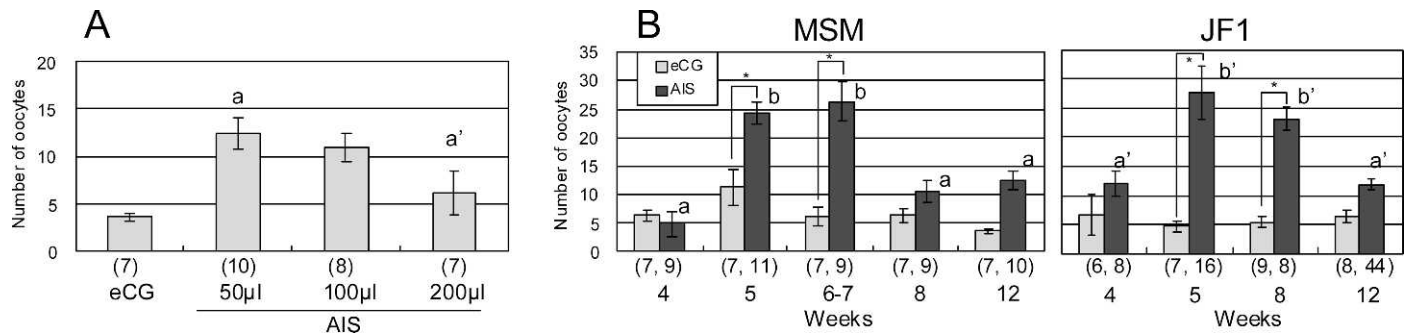 A
Number of oocytes
20
15
10
5
0
a
a'
(7) (10) (8) (7)
eCG 50µl 100µl 200µl
AIS
B
MSM
Number of oocytes
35
30
25
20
15
10
5
0
eCG
AIS
*
*
a
b
b
a
a
(7, 9) (7, 11) (7, 9) (7, 9) (7, 10)
4 5 6-7 8 12
Weeks
JF1
*
*
a'
b'
b'
a'
(6, 8) (7, 16) (9, 8) (8, 44)
4 5 8 12
Weeks